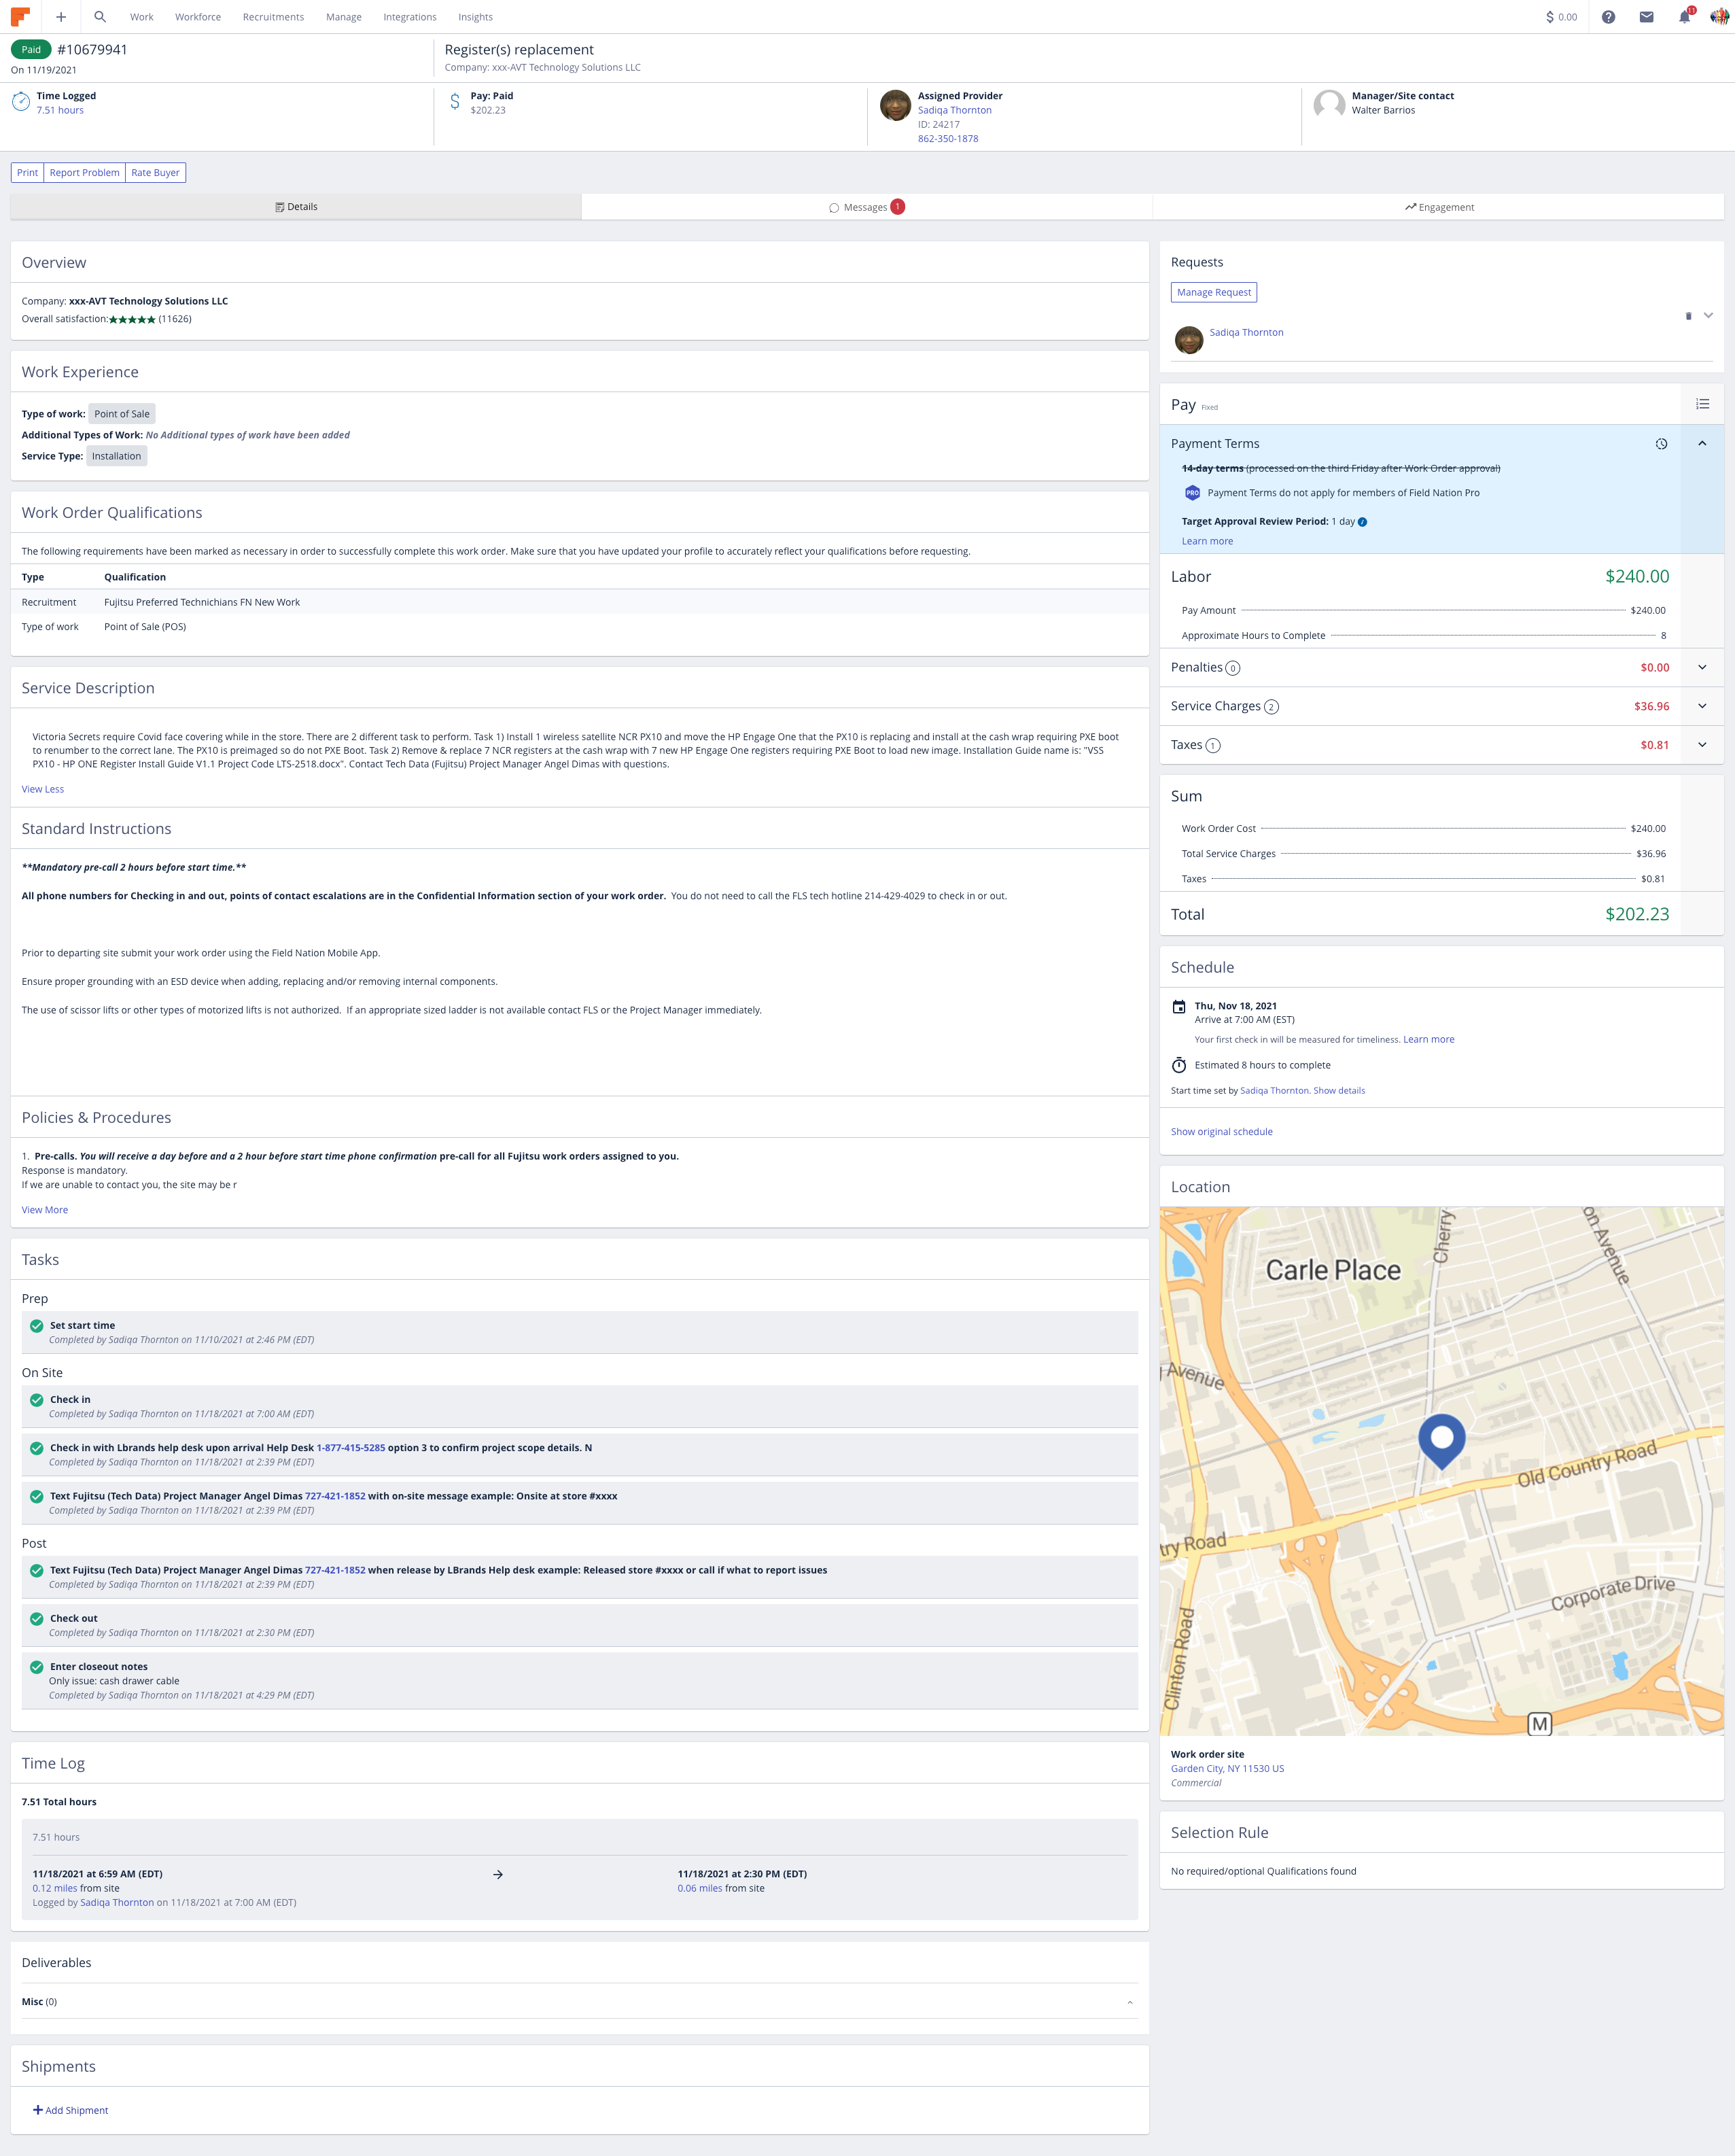 Work Workforce Recruitments Manage Integrations Insights
$ 0.00
11
Paid #10679941
On 11/19/2021
Register(s) replacement
Company: xxx-AVT Technology Solutions LLC
Time Logged
7.51 hours
Pay: Paid
$202.23
Assigned Provider
Sadiqa Thornton
ID: 24217
862-350-1878
Manager/Site contact
Walter Barrios
Print Report Problem Rate Buyer
Details
Messages 1
Engagement
Overview
Company: xxx-AVT Technology Solutions LLC
Overall satisfaction:★★★★★ (11626)
Work Experience
Type of work: Point of Sale
Additional Types of Work: No Additional types of work have been added
Service Type: Installation
Work Order Qualifications
The following requirements have been marked as necessary in order to successfully complete this work order. Make sure that you have updated your profile to accurately reflect your qualifications before requesting.
Type Qualification
Recruitment Fujitsu Preferred Technichians FN New Work
Type of work Point of Sale (POS)
Service Description
Victoria Secrets require Covid face covering while in the store. There are 2 different task to perform. Task 1) Install 1 wireless satellite NCR PX10 and move the HP Engage One that the PX10 is replacing and install at the cash wrap requiring PXE boot
to renumber to the correct lane. The PX10 is preimaged so do not PXE Boot. Task 2) Remove & replace 7 NCR registers at the cash wrap with 7 new HP Engage One registers requiring PXE Boot to load new image. Installation Guide name is: "VSS
PX10 - HP ONE Register Install Guide V1.1 Project Code LTS-2518.docx". Contact Tech Data (Fujitsu) Project Manager Angel Dimas with questions.
View Less
Standard Instructions
**Mandatory pre-call 2 hours before start time.**
All phone numbers for Checking in and out, points of contact escalations are in the Confidential Information section of your work order. You do not need to call the FLS tech hotline 214-429-4029 to check in or out.
Prior to departing site submit your work order using the Field Nation Mobile App.
Ensure proper grounding with an ESD device when adding, replacing and/or removing internal components.
The use of scissor lifts or other types of motorized lifts is not authorized. If an appropriate sized ladder is not available contact FLS or the Project Manager immediately.
Policies & Procedures
1. Pre-calls. You will receive a day before and a 2 hour before start time phone confirmation pre-call for all Fujitsu work orders assigned to you.
Response is mandatory.
If we are unable to contact you, the site may be r
View More
Tasks
Prep
Set start time
Completed by Sadiqa Thornton on 11/10/2021 at 2:46 PM (EDT)
On Site
Check in
Completed by Sadiqa Thornton on 11/18/2021 at 7:00 AM (EDT)
Check in with Lbrands help desk upon arrival Help Desk 1-877-415-5285 option 3 to confirm project scope details. N
Completed by Sadiqa Thornton on 11/18/2021 at 2:39 PM (EDT)
Text Fujitsu (Tech Data) Project Manager Angel Dimas 727-421-1852 with on-site message example: Onsite at store #xxxx
Completed by Sadiqa Thornton on 11/18/2021 at 2:39 PM (EDT)
Post
Text Fujitsu (Tech Data) Project Manager Angel Dimas 727-421-1852 when release by LBrands Help desk example: Released store #xxxx or call if what to report issues
Completed by Sadiqa Thornton on 11/18/2021 at 2:39 PM (EDT)
Check out
Completed by Sadiqa Thornton on 11/18/2021 at 2:30 PM (EDT)
Enter closeout notes
Only issue: cash drawer cable
Completed by Sadiqa Thornton on 11/18/2021 at 4:29 PM (EDT)
Time Log
7.51 Total hours
7.51 hours
11/18/2021 at 6:59 AM (EDT) → 11/18/2021 at 2:30 PM (EDT)
0.12 miles from site 0.06 miles from site
Logged by Sadiqa Thornton on 11/18/2021 at 7:00 AM (EDT)
Deliverables
Misc (0)
Shipments
Add Shipment
Requests
Manage Request
Sadiqa Thornton
Pay Fixed
Payment Terms
14-day terms (processed on the third Friday after Work Order approval)
PRO Payment Terms do not apply for members of Field Nation Pro
Target Approval Review Period: 1 day
Learn more
Labor $240.00
Pay Amount $240.00
Approximate Hours to Complete 8
Penalties 0 $0.00
Service Charges 2 $36.96
Taxes 1 $0.81
Sum
Work Order Cost $240.00
Total Service Charges $36.96
Taxes $0.81
Total $202.23
Schedule
Thu, Nov 18, 2021
Arrive at 7:00 AM (EST)
Your first check in will be measured for timeliness. Learn more
Estimated 8 hours to complete
Start time set by Sadiqa Thornton. Show details
Show original schedule
Location
Carle Place
Cherry
on Avenue
Avenue
Old Country Road
try Road
Corporate Drive
Clinton Road
M
Work order site
Garden City, NY 11530 US
Commercial
Selection Rule
No required/optional Qualifications found